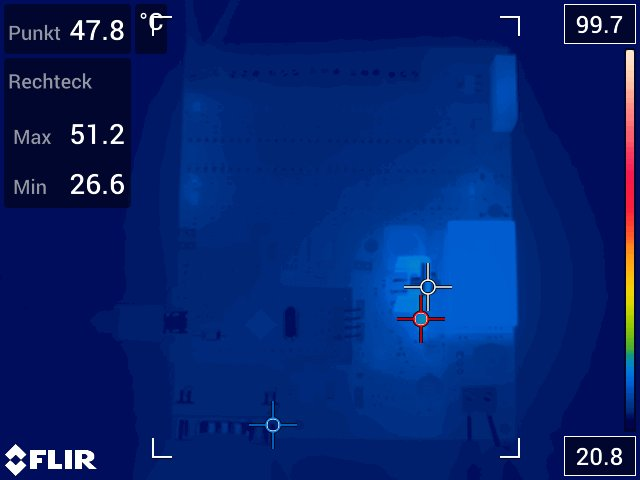 Punkt 47.8 °C
99.7
Rechteck
Max 51.2
Min 26.6
FLIR
20.8